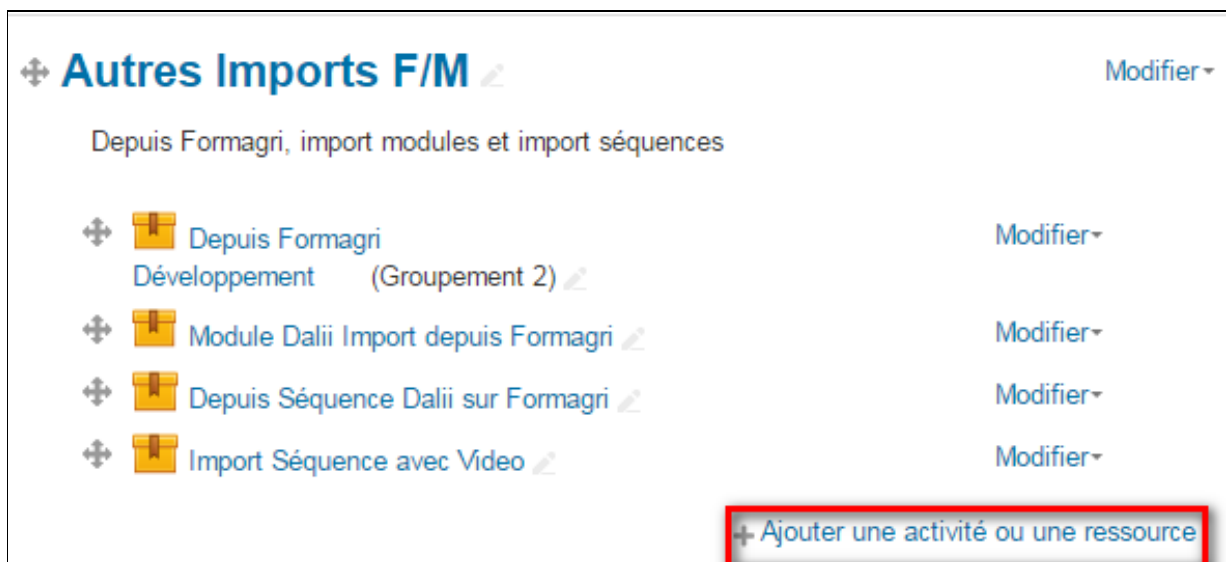 Autres Imports F/M Modifier
Depuis Formagri, import modules et import séquences
Depuis Formagri Modifier
Développement (Groupement 2)
Module Dalii Import depuis Formagri Modifier
Depuis Séquence Dalii sur Formagri Modifier
Import Séquence avec Video Modifier
Ajouter une activité ou une ressource